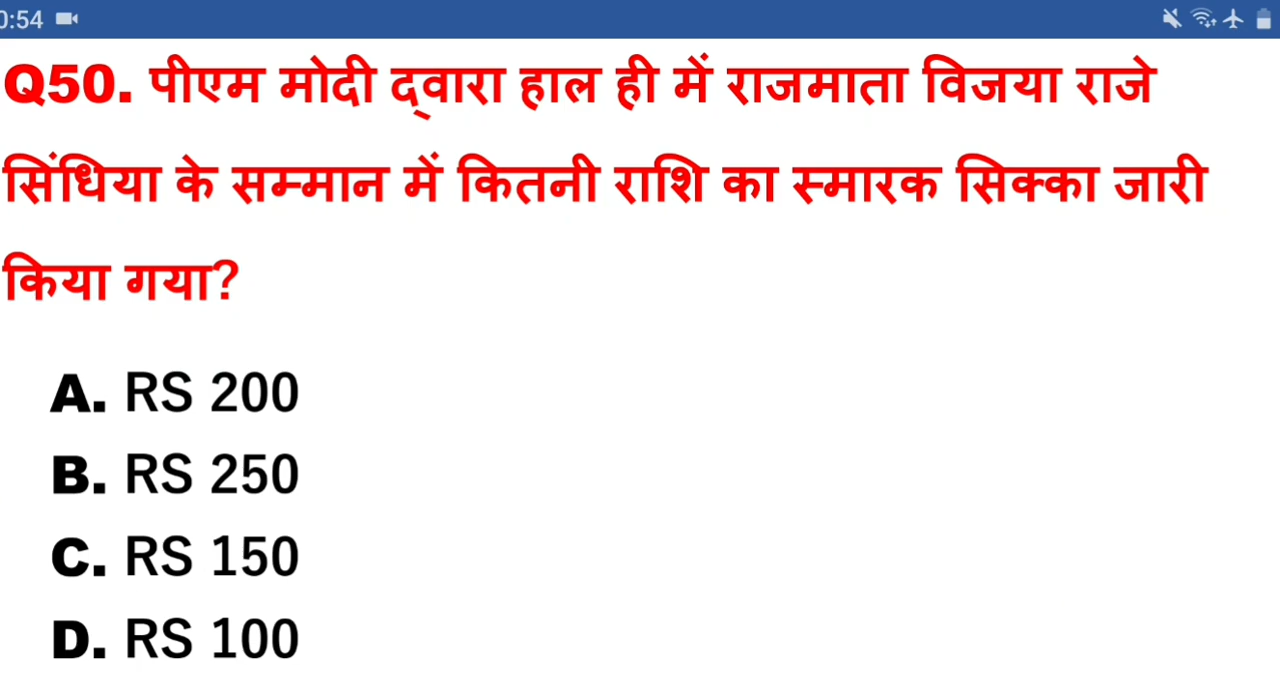 0:54
Q50. पीएम मोदी द्वारा हाल ही में राजमाता विजया राजे
सिंधिया के सम्मान में कितनी राशि का स्मारक सिक्का जारी
किया गया?
A. RS 200
B. RS 250
C. RS 150
D. RS 100